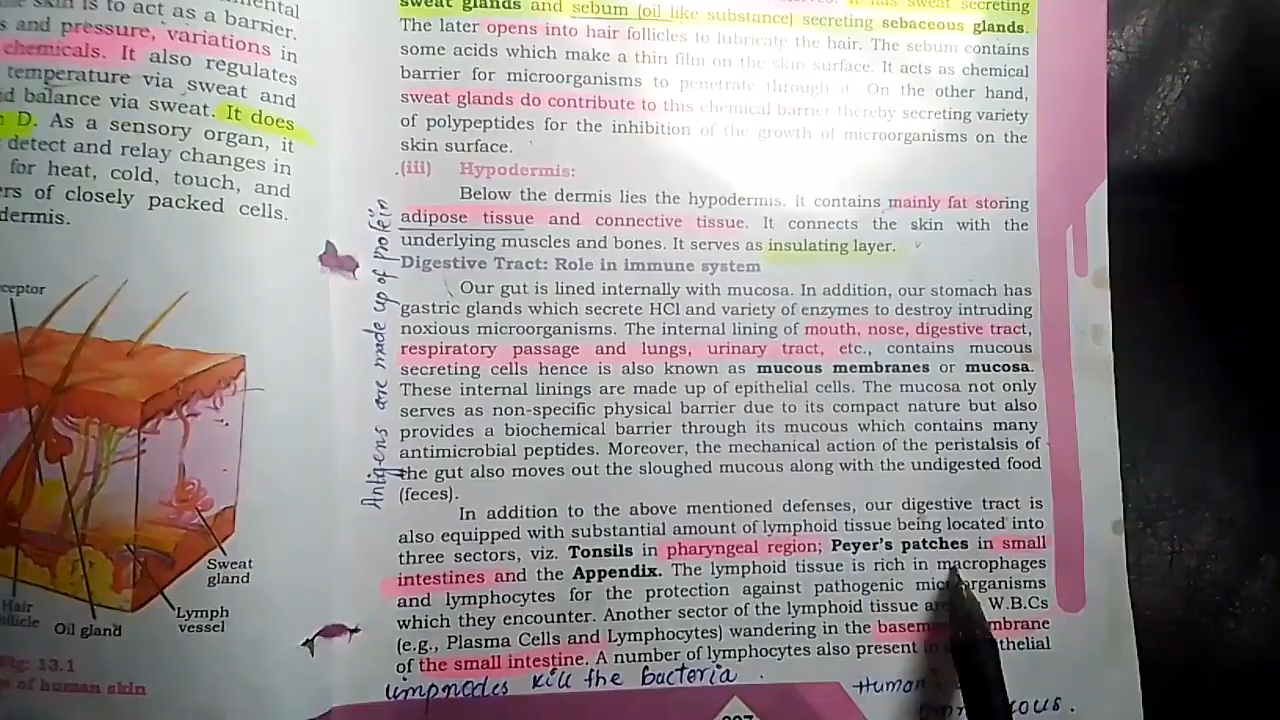 is to act as a barrier.
s and pressure, variations in
chemicals. It also regulates
temperature via sweat and
d balance via sweat. It does
D. As a sensory organ, it
detect and relay changes in
for heat, cold, touch, and
ers of closely packed cells.
dermis.
ceptor
Sweat
gland
Lymph
vessel
Hair
Oil gland
Fig: 13.1
of human skin
sweat glands and sebum (oil like substance) secreting sebaceous glands.
The later opens into hair follicles to lubricate the hair. The sebum contains
some acids which make a thin film on the skin surface. It acts as chemical
barrier for microorganisms to penetrate through it. On the other hand,
sweat glands do contribute to this chemical barrier thereby secreting variety
of polypeptides for the inhibition of the growth of microorganisms on the
skin surface.
(iii) Hypodermis:
Below the dermis lies the hypodermis. It contains mainly fat storing
adipose tissue and connective tissue. It connects the skin with the
underlying muscles and bones. It serves as insulating layer.
Digestive Tract: Role in immune system
Our gut is lined internally with mucosa. In addition, our stomach has
gastric glands which secrete HCl and variety of enzymes to destroy intruding
noxious microorganisms. The internal lining of mouth, nose, digestive tract,
respiratory passage and lungs, urinary tract, etc., contains mucous
secreting cells hence is also known as mucous membranes or mucosa.
These internal linings are made up of epithelial cells. The mucosa not only
serves as non-specific physical barrier due to its compact nature but also
provides a biochemical barrier through its mucous which contains many
antimicrobial peptides. Moreover, the mechanical action of the peristalsis of
the gut also moves out the sloughed mucous along with the undigested food
(feces).
In addition to the above mentioned defenses, our digestive tract is
also equipped with substantial amount of lymphoid tissue being located into
three sectors, viz. Tonsils in pharyngeal region; Peyer's patches in small
intestines and the Appendix. The lymphoid tissue is rich in macrophages
and lymphocytes for the protection against pathogenic microorganisms
which they encounter. Another sector of the lymphoid tissue W.B.Cs
(e.g., Plasma Cells and Lymphocytes) wandering in the basement membrane
of the small intestine. A number of lymphocytes also present
Antigens are made up of protein
limpnodes kill the bacteria.
Human